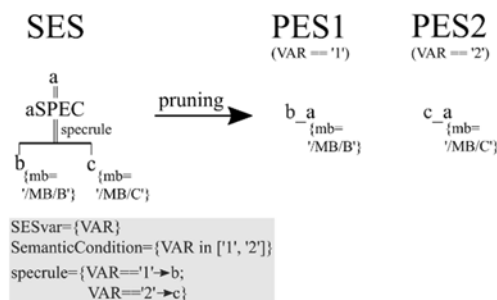 SES
PES1
PES2
(VAR == '1')
(VAR == '2')
a
aSPEC
specrule
pruning
b_a
{mb=
'/MB/B'}
c_a
{mb=
'/MB/C'}
b
{mb=
'/MB/B'}
c
{mb=
'/MB/C'}
SESvar={VAR}
SemanticCondition={VAR in ['1', '2']}
specrule={VAR=='1'→b;
VAR=='2'→c}